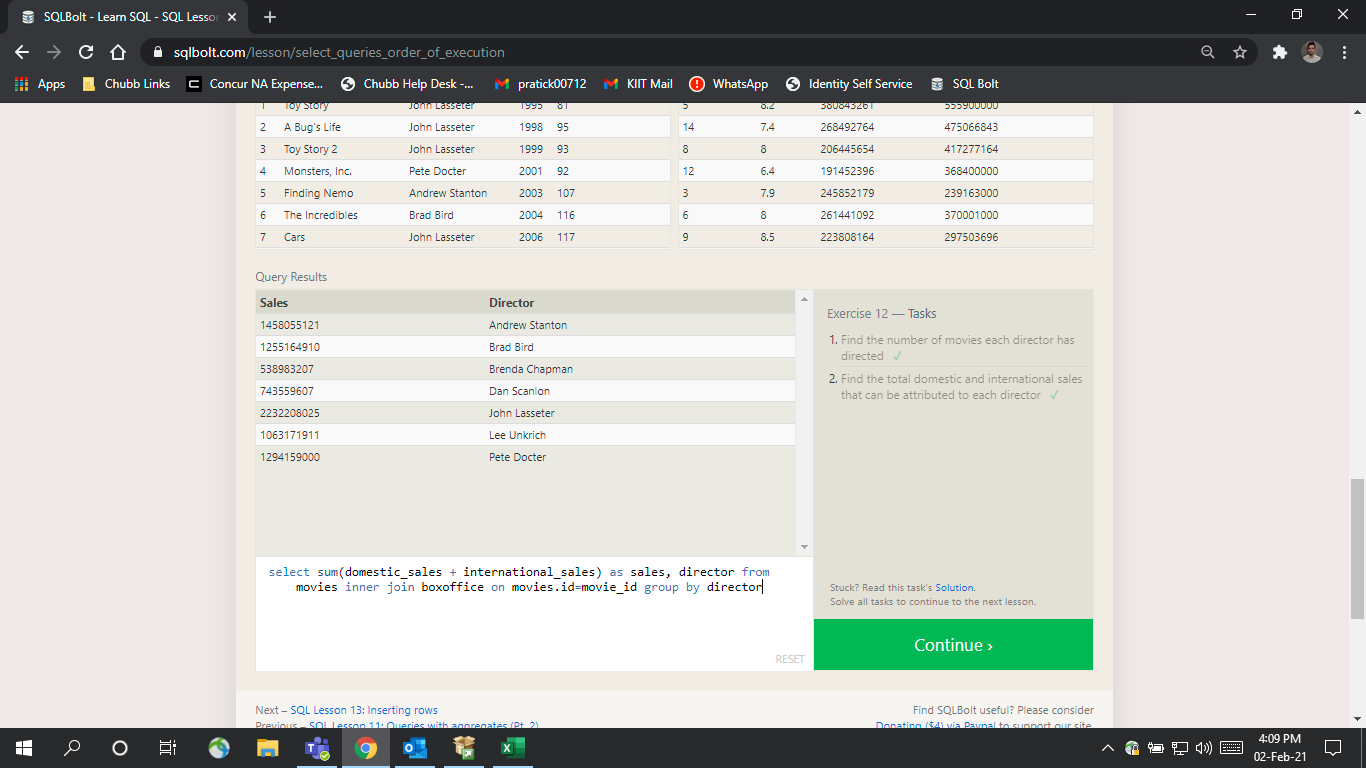 SQLBolt - Learn SQL - SQL Lesson
sqlbolt.com/lesson/select_queries_order_of_execution
Apps Chubb Links Concur NA Expense... Chubb Help Desk -... pratick00712 KIIT Mail WhatsApp Identity Self Service SQL Bolt
1 Toy Story John Lasseter 1995 81 5 8.2 380843261 555900000
2 A Bug's Life John Lasseter 1998 95 14 7.4 268492764 475066843
3 Toy Story 2 John Lasseter 1999 93 8 8 206445654 417277164
4 Monsters, Inc. Pete Docter 2001 92 12 6.4 191452396 368400000
5 Finding Nemo Andrew Stanton 2003 107 3 7.9 245852179 239163000
6 The Incredibles Brad Bird 2004 116 6 8 261441092 370001000
7 Cars John Lasseter 2006 117 9 8.5 223808164 297503696
Query Results
Sales Director
1458055121 Andrew Stanton
1255164910 Brad Bird
538983207 Brenda Chapman
743559607 Dan Scanlon
2232208025 John Lasseter
1063171911 Lee Unkrich
1294159000 Pete Docter
Exercise 12 — Tasks
1. Find the number of movies each director has
directed ✓
2. Find the total domestic and international sales
that can be attributed to each director ✓
select sum(domestic_sales + international_sales) as sales, director from
movies inner join boxoffice on movies.id=movie_id group by director
RESET
Stuck? Read this task's Solution.
Solve all tasks to continue to the next lesson.
Continue ›
Next – SQL Lesson 13: Inserting rows
Previous – SQL Lesson 11: Queries with aggregates (Pt. 2)
Find SQLBolt useful? Please consider
Donating ($4) via Paypal to support our site.
4:09 PM
02-Feb-21